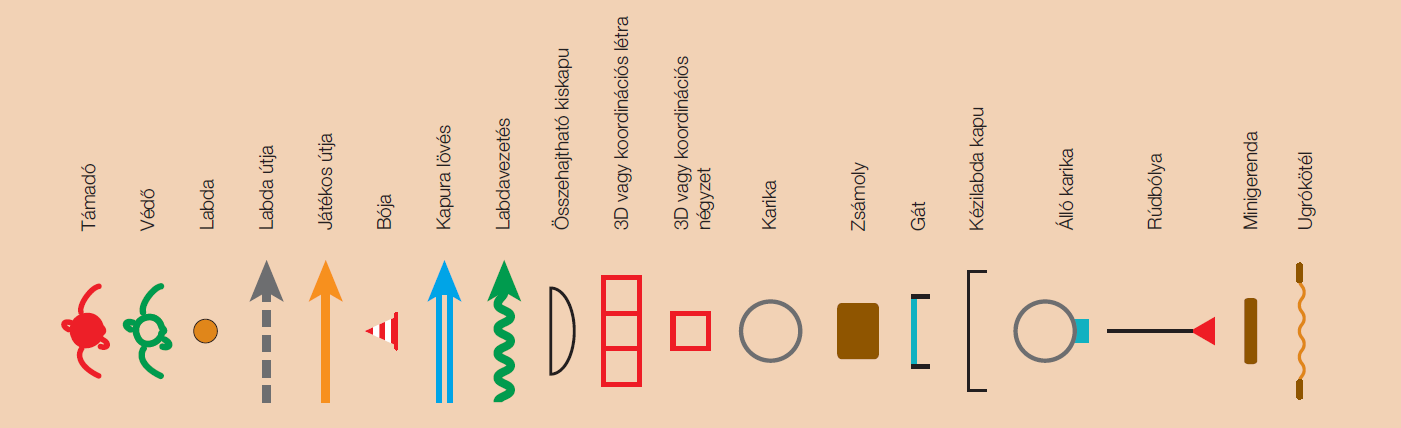 Támadó
Védő
Labda
Labda útja
Játékos útja
Bója
Kapura lövés
Labdavezetés
Összehajtható kiskapu
3D vagy koordinációs létra
3D vagy koordinációs
négyzet
Karika
Zsámoly
Gát
Kézilabda kapu
Álló karika
Rúdbólya
Minigerenda
Ugrókötél